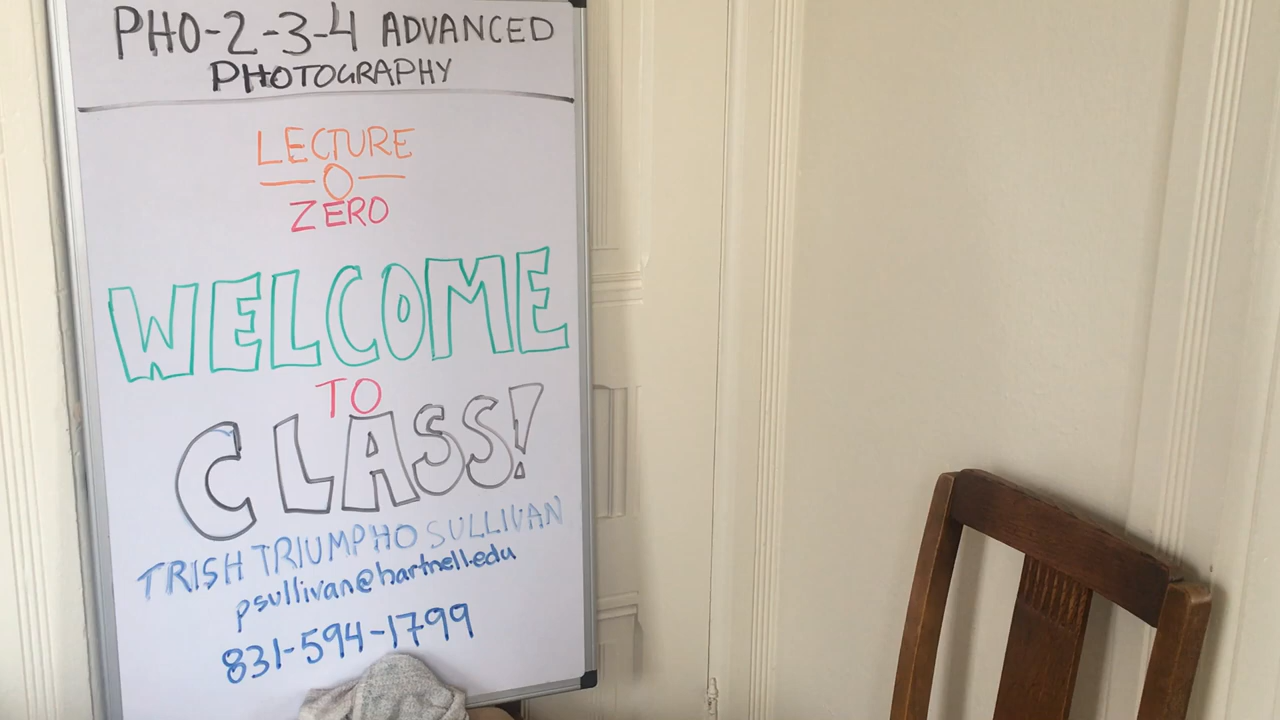 PHO-2-3-4 ADVANCED
PHOTOGRAPHY
LECTURE
—0—
ZERO
WELCOME
TO
CLASS!
TRISH TRIUMPHO SULLIVAN
psullivan@hartnell.edu
831-594-1799